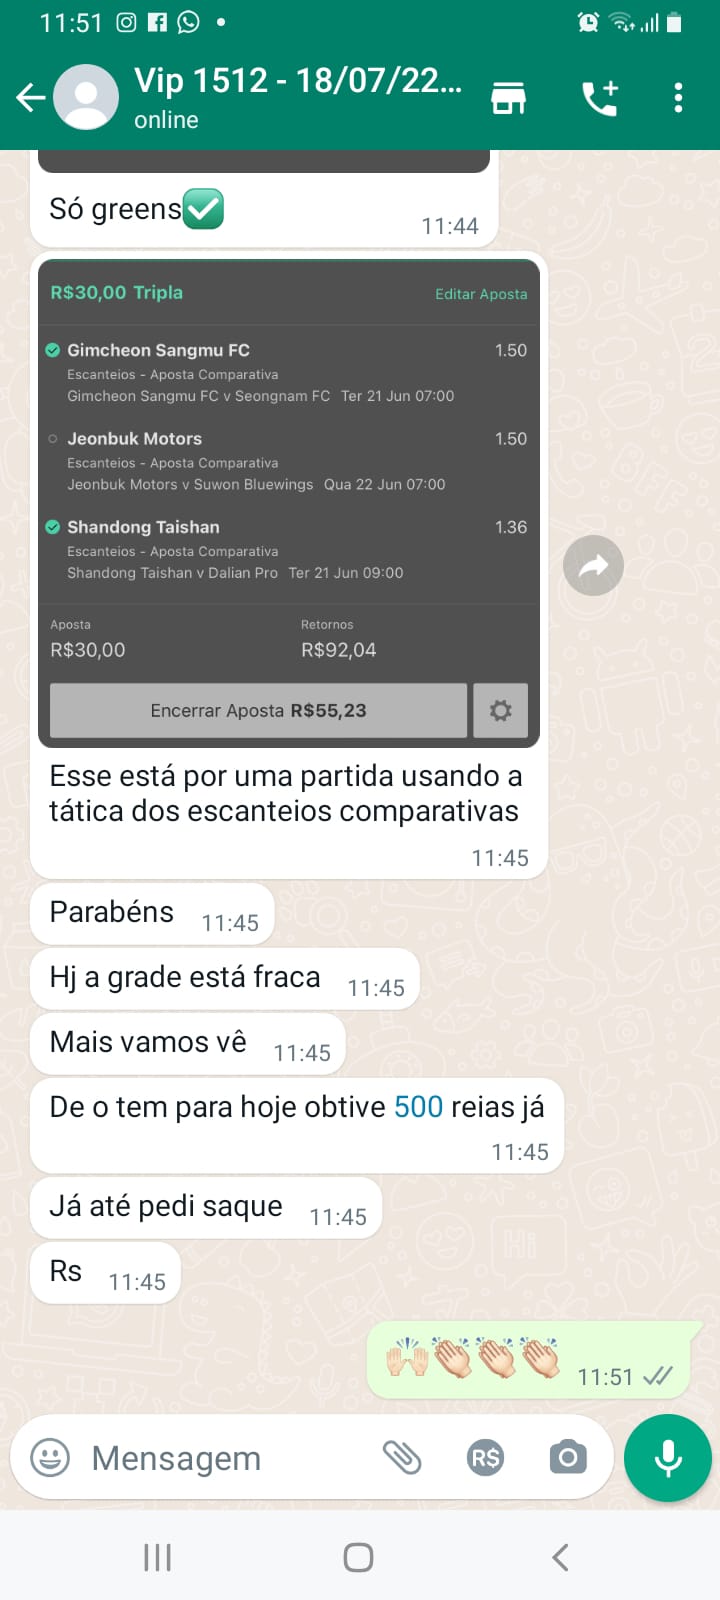 11:51
Vip 1512 - 18/07/22...
online
Só greens✅
11:44
R$30,00 Tripla
Editar Aposta
Gimcheon Sangmu FC
1.50
Escanteios - Aposta Comparativa
Gimcheon Sangmu FC v Seongnam FC Ter 21 Jun 07:00
Jeonbuk Motors
1.50
Escanteios - Aposta Comparativa
Jeonbuk Motors v Suwon Bluewings Qua 22 Jun 07:00
Shandong Taishan
1.36
Escanteios - Aposta Comparativa
Shandong Taishan v Dalian Pro Ter 21 Jun 09:00
Aposta
Retornos
R$30,00
R$92,04
Encerrar Aposta R$55,23
Esse está por uma partida usando a
tática dos escanteios comparativas
11:45
Parabéns 11:45
Hj a grade está fraca 11:45
Mais vamos vê 11:45
De o tem para hoje obtive 500 reias já
11:45
Já até pedi saque 11:45
Rs 11:45
🙌🏻👏🏻👏🏻👏🏻 11:51
Mensagem
R$